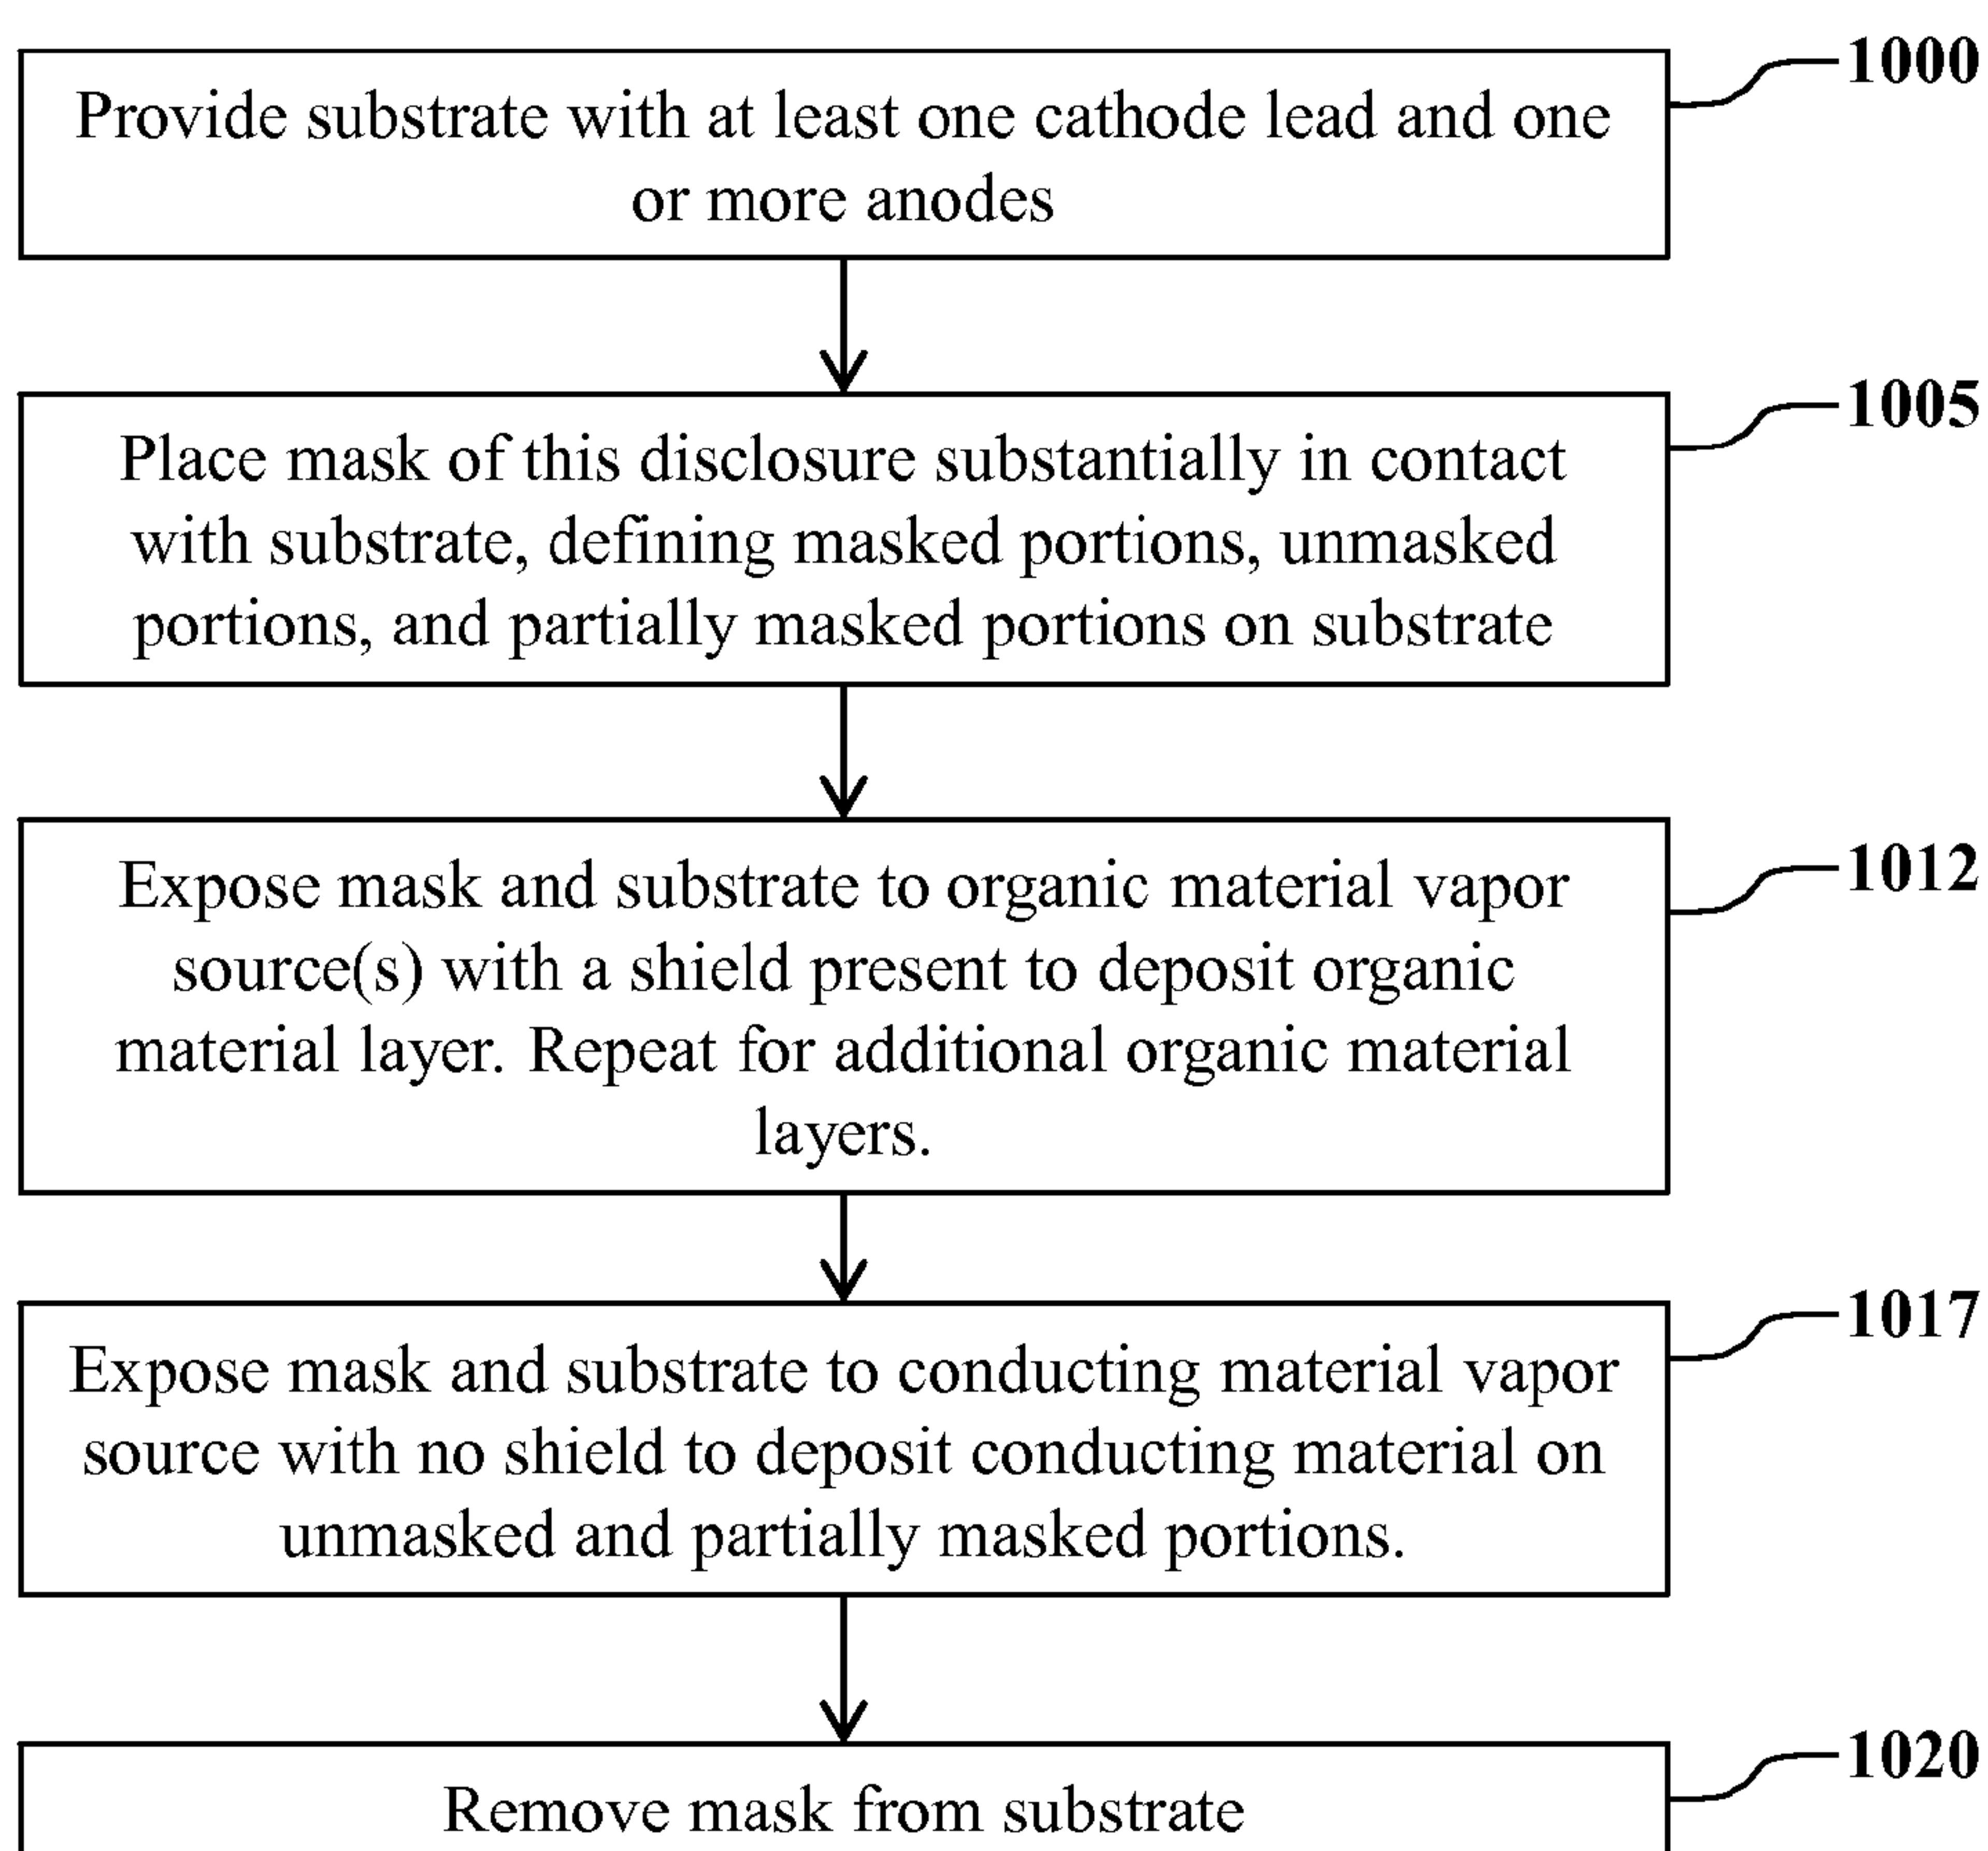 1000
Provide substrate with at least one cathode lead and one
or more anodes
1005
Place mask of this disclosure substantially in contact
with substrate, defining masked portions, unmasked
portions, and partially masked portions on substrate
1012
Expose mask and substrate to organic material vapor
source(s) with a shield present to deposit organic
material layer. Repeat for additional organic material
layers.
1017
Expose mask and substrate to conducting material vapor
source with no shield to deposit conducting material on
unmasked and partially masked portions.
1020
Remove mask from substrate